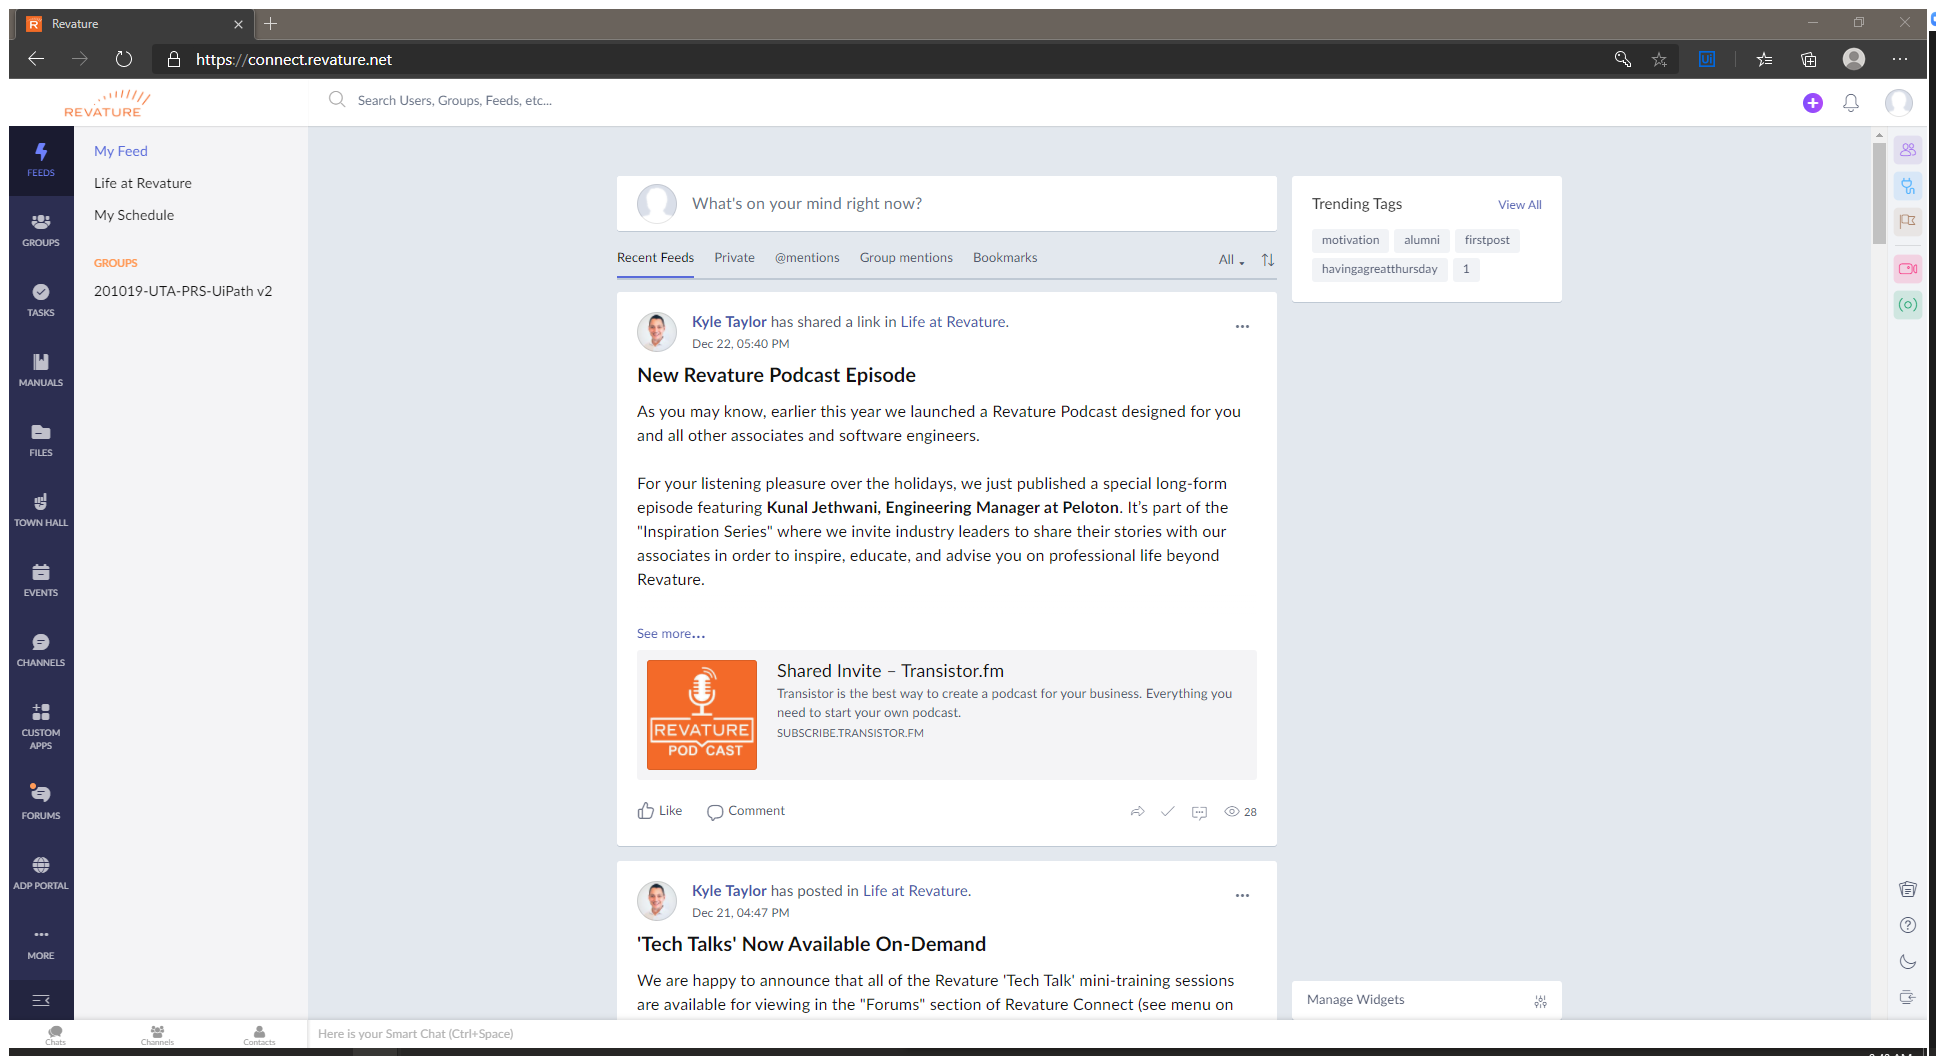 R Revature
https://connect.revature.net
REVATURE
Search Users, Groups, Feeds, etc...
FEEDS
GROUPS
TASKS
MANUALS
FILES
TOWN HALL
EVENTS
CHANNELS
CUSTOM
APPS
FORUMS
ADP PORTAL
MORE
My Feed
Life at Revature
My Schedule
GROUPS
201019-UTA-PRS-UiPath v2
What's on your mind right now?
Recent Feeds Private @mentions Group mentions Bookmarks All
Kyle Taylor has shared a link in Life at Revature.
Dec 22, 05:40 PM
New Revature Podcast Episode
As you may know, earlier this year we launched a Revature Podcast designed for you
and all other associates and software engineers.
For your listening pleasure over the holidays, we just published a special long-form
episode featuring Kunal Jethwani, Engineering Manager at Peloton. It's part of the
"Inspiration Series" where we invite industry leaders to share their stories with our
associates in order to inspire, educate, and advise you on professional life beyond
Revature.
See more...
REVATURE
PODCAST
Shared Invite – Transistor.fm
Transistor is the best way to create a podcast for your business. Everything you
need to start your own podcast.
SUBSCRIBE.TRANSISTOR.FM
Like Comment 28
Kyle Taylor has posted in Life at Revature.
Dec 21, 04:47 PM
'Tech Talks' Now Available On-Demand
We are happy to announce that all of the Revature 'Tech Talk' mini-training sessions
are available for viewing in the "Forums" section of Revature Connect (see menu on
Trending Tags View All
motivation alumni firstpost
havingagreatthursday 1
Manage Widgets
Chats Channels Contacts Here is your Smart Chat (Ctrl+Space)